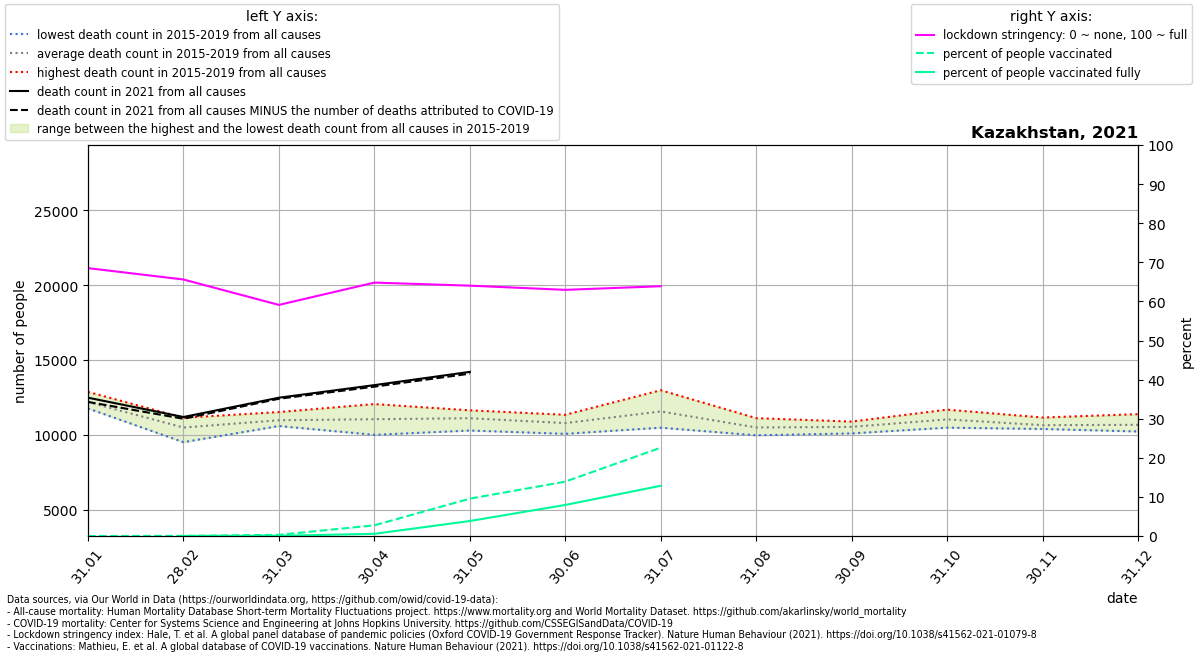 left Y axis:
lowest death count in 2015-2019 from all causes
average death count in 2015-2019 from all causes
highest death count in 2015-2019 from all causes
death count in 2021 from all causes
death count in 2021 from all causes MINUS the number of deaths attributed to COVID-19
range between the highest and the lowest death count from all causes in 2015-2019
right Y axis:
lockdown stringency: 0 ~ none, 100 ~ full
percent of people vaccinated
percent of people vaccinated fully
Kazakhstan, 2021
number of people
25000
20000
15000
10000
5000
100
90
80
70
60
50
40
30
20
10
0
percent
31.01
28.02
31.03
30.04
31.05
30.06
31.07
31.08
30.09
31.10
30.11
31.12
date
Data sources, via Our World in Data (https://ourworldindata.org, https://github.com/owid/covid-19-data):
- All-cause mortality: Human Mortality Database Short-term Mortality Fluctuations project. https://www.mortality.org and World Mortality Dataset. https://github.com/akarlinsky/world_mortality
- COVID-19 mortality: Center for Systems Science and Engineering at Johns Hopkins University. https://github.com/CSSEGISandData/COVID-19
- Lockdown stringency index: Hale, T. et al. A global panel database of pandemic policies (Oxford COVID-19 Government Response Tracker). Nature Human Behaviour (2021). https://doi.org/10.1038/s41562-021-01079-8
- Vaccinations: Mathieu, E. et al. A global database of COVID-19 vaccinations. Nature Human Behaviour (2021). https://doi.org/10.1038/s41562-021-01122-8